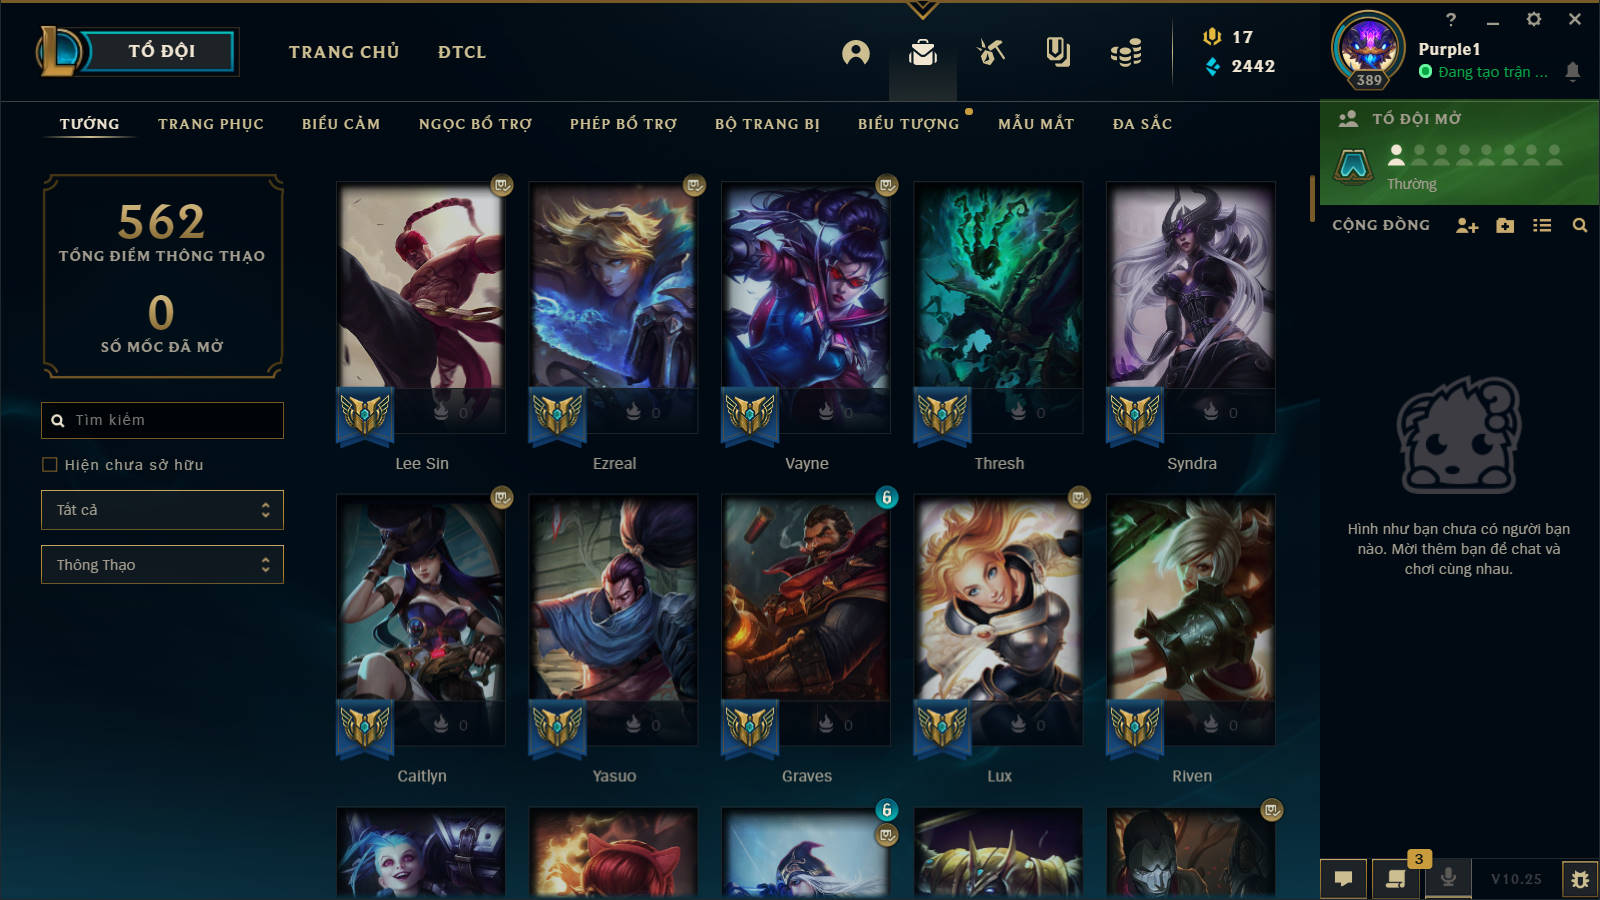 TỔ ĐỘI
TRANG CHỦ
ĐTCL
17
2442
389
Purple1
Đang tạo trận ...
TƯỚNG
TRANG PHỤC
BIỂU CẢM
NGỌC BỔ TRỢ
PHÉP BỔ TRỢ
BỘ TRANG BỊ
BIỂU TƯỢNG
MẪU MẮT
ĐA SẮC
TỔ ĐỘI MỞ
Thường
CỘNG ĐỒNG
562
TỔNG ĐIỂM THÔNG THẠO
0
SỐ MỐC ĐÃ MỞ
Tìm kiếm
Hiện chưa sở hữu
Tất cả
Thông Thạo
0
0
0
0
0
Lee Sin
Ezreal
Vayne
Thresh
Syndra
6
0
0
0
0
0
Caitlyn
Yasuo
Graves
Lux
Riven
6
Hình như bạn chưa có người bạn
nào. Mời thêm bạn để chat và
chơi cùng nhau.
3
V10.25